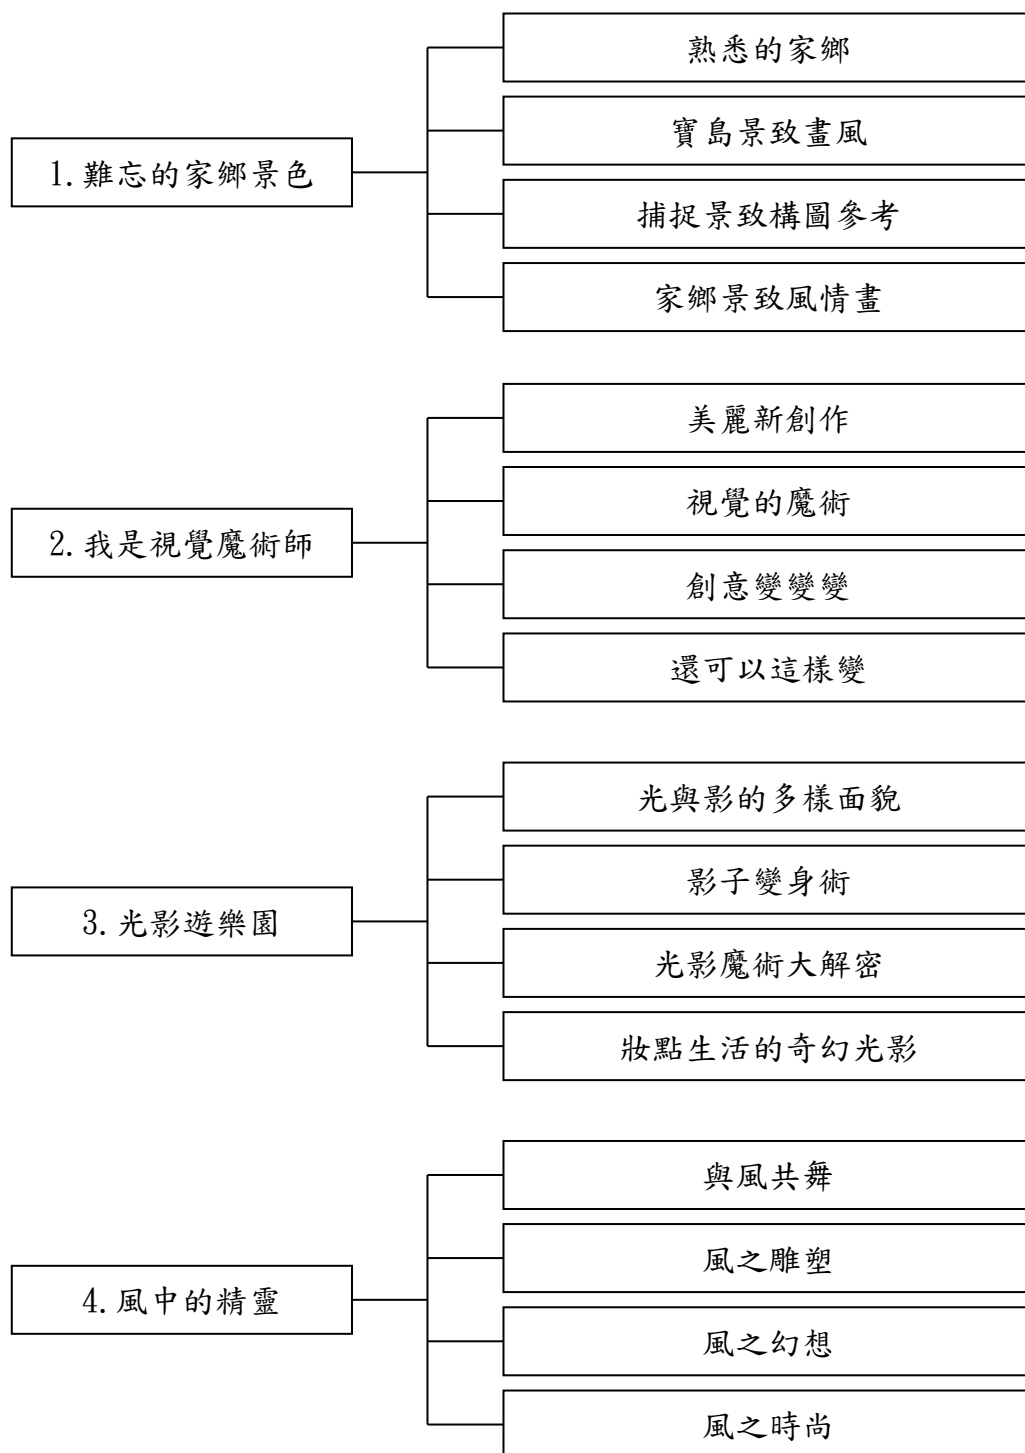 1.難忘的家鄉景色
熟悉的家鄉
寶島景致畫風
捕捉景致構圖參考
家鄉景致風情畫
2.我是視覺魔術師
美麗新創作
視覺的魔術
創意變變變
還可以這樣變
3.光影遊樂園
光與影的多樣面貌
影子變身術
光影魔術大解密
妝點生活的奇幻光影
4.風中的精靈
與風共舞
風之雕塑
風之幻想
風之時尚